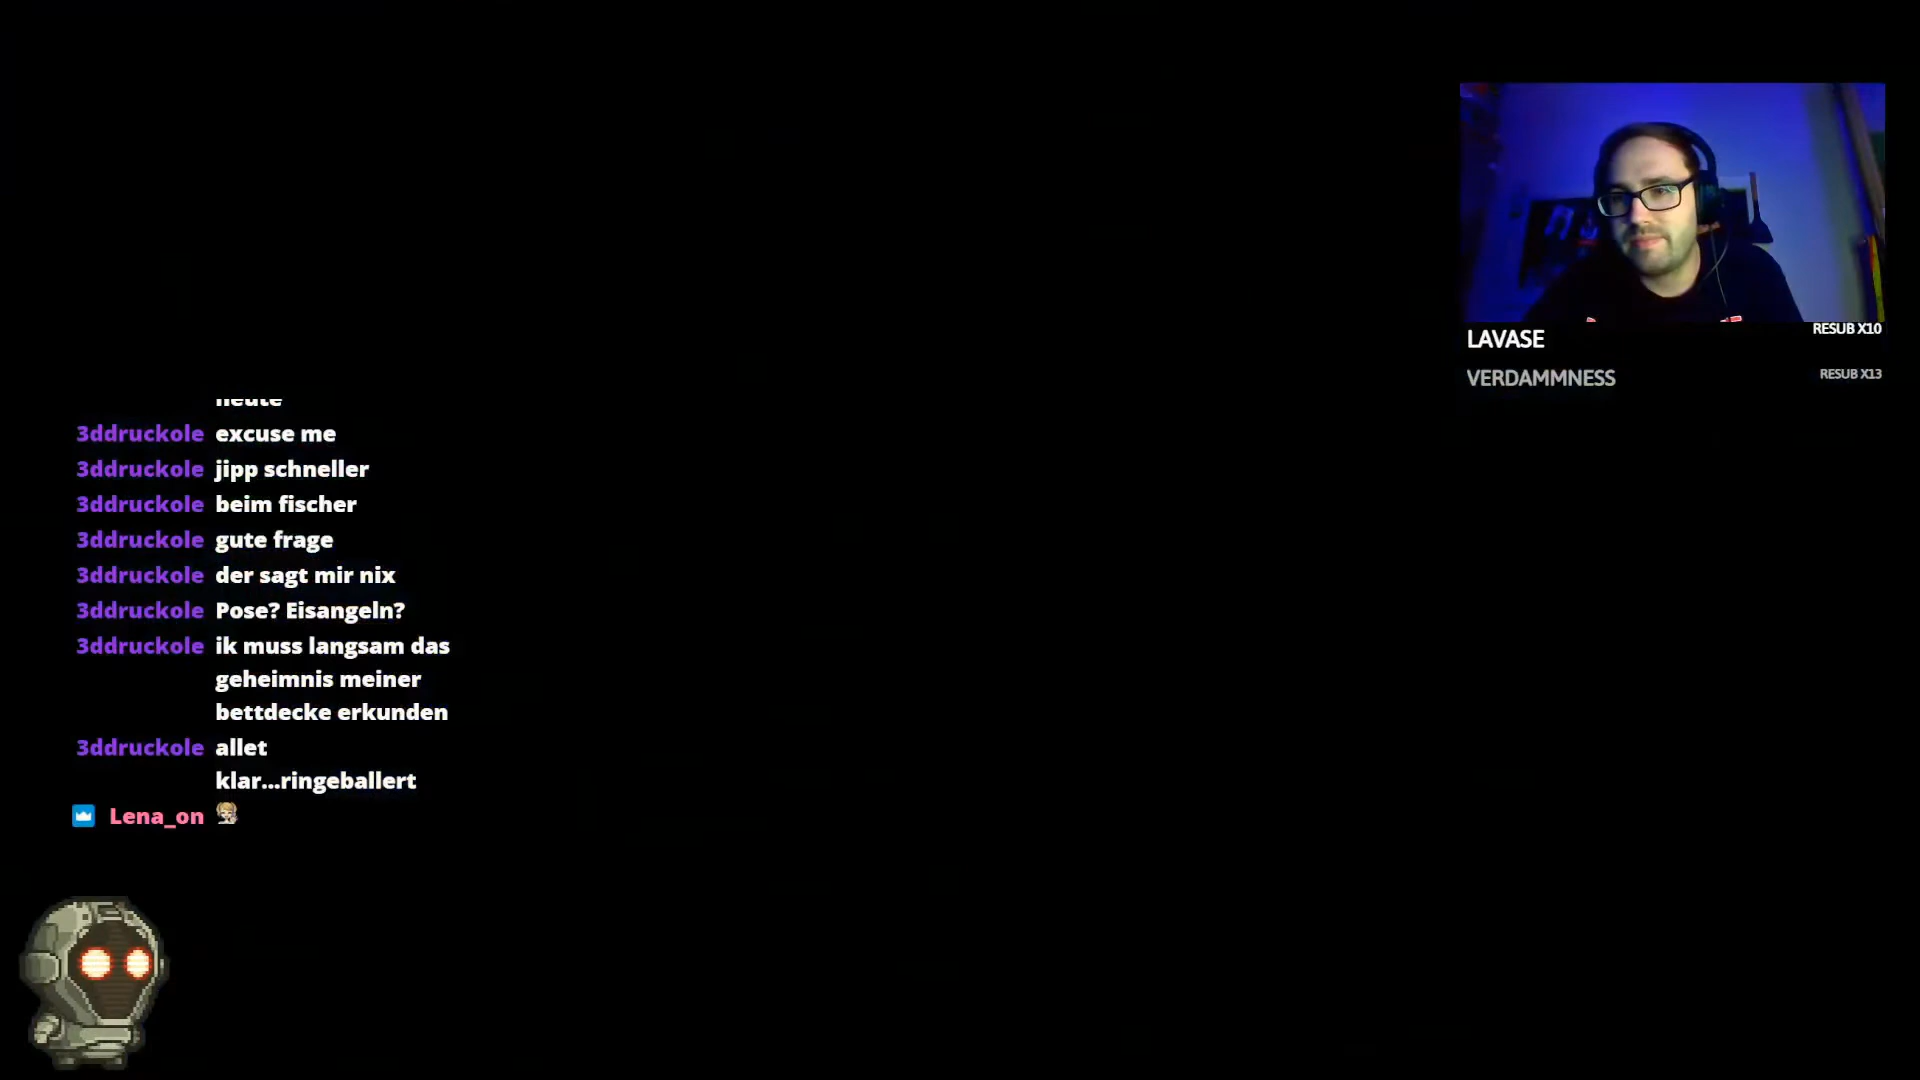 LAVASE RESUB X10
VERDAMMNESS RESUB X13
heute
3ddruckole excuse me
3ddruckole jipp schneller
3ddruckole beim fischer
3ddruckole gute frage
3ddruckole der sagt mir nix
3ddruckole Pose? Eisangeln?
3ddruckole ik muss langsam das
geheimnis meiner
bettdecke erkunden
3ddruckole allet
klar...ringeballert
Lena_on